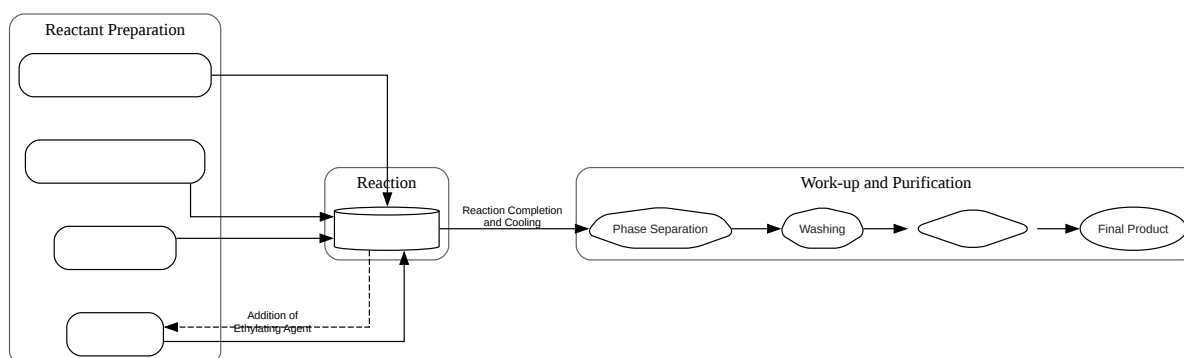 Reactant Preparation
Reaction
Reaction Completion
and Cooling
Addition of
Ethylating Agent
Work-up and Purification
Phase Separation
Washing
Final Product